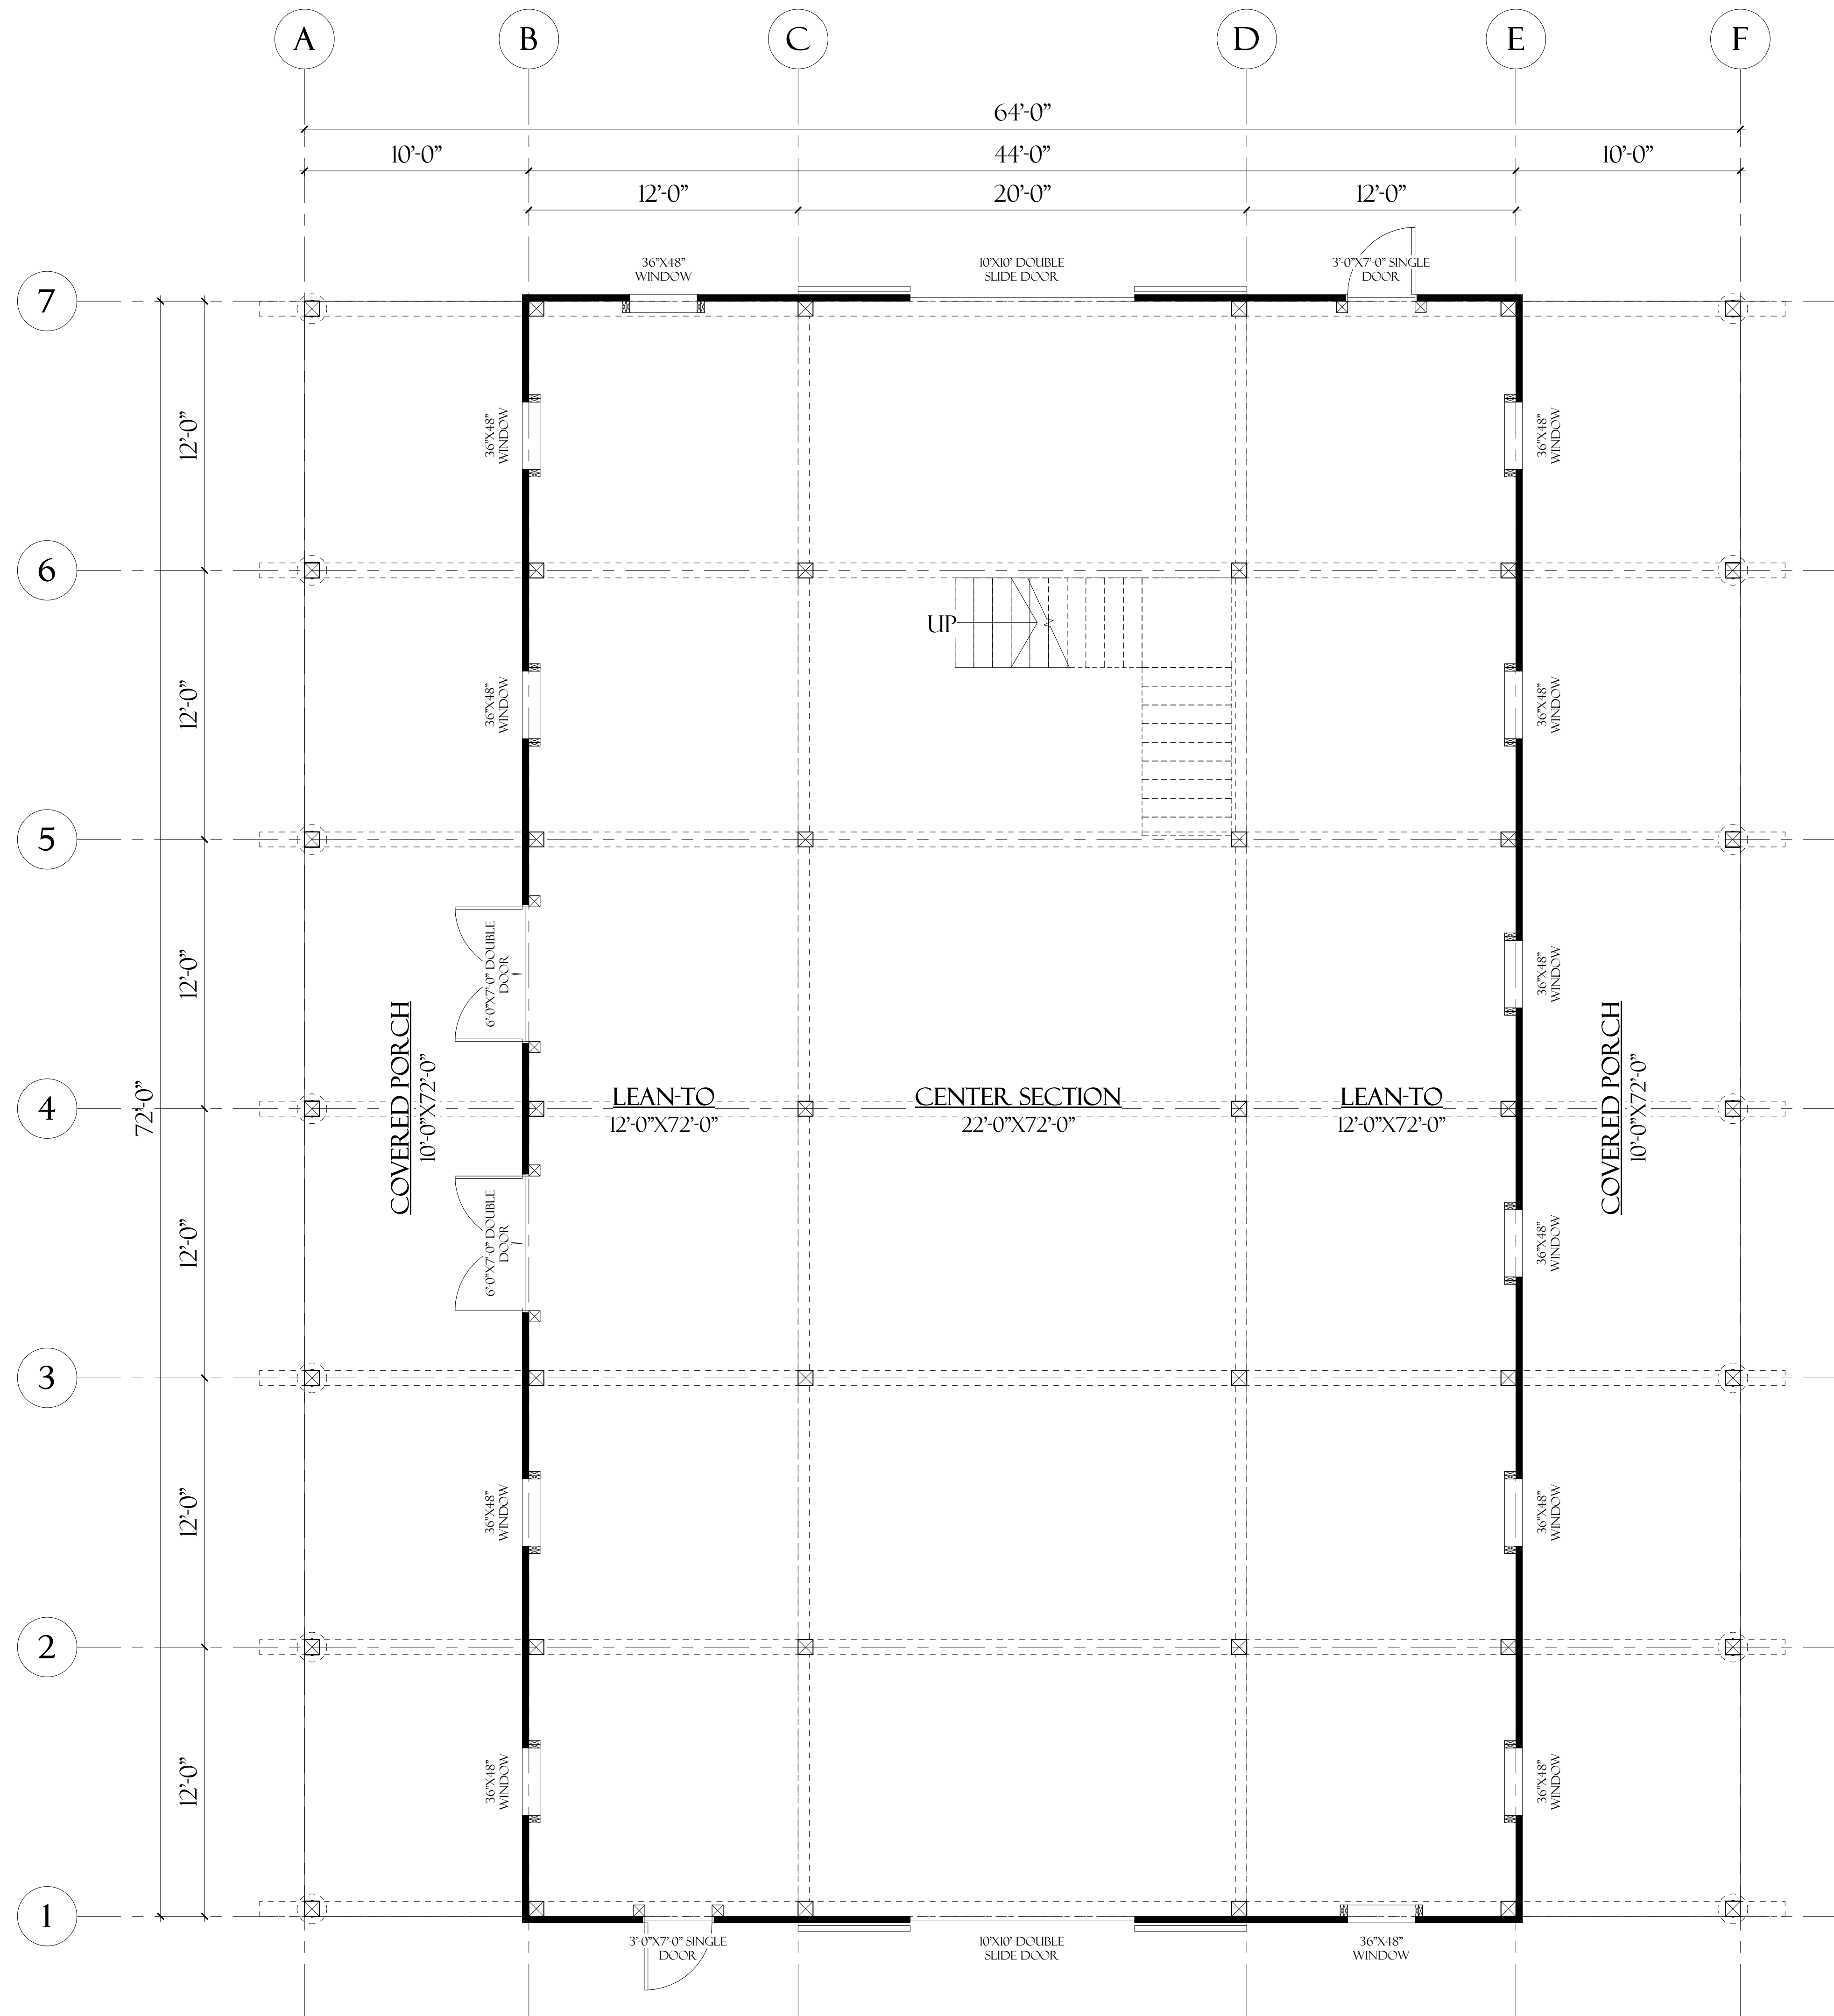 A
B
C
D
E
F
64'-0"
10'-0"
44'-0"
10'-0"
12'-0"
20'-0"
12'-0"
36"X48"
WINDOW
10'X10' DOUBLE
SLIDE DOOR
3'-0"X7'-0" SINGLE
DOOR
7
12'-0"
36"X48"
WINDOW
36"X48"
WINDOW
6
UP
12'-0"
36"X48"
WINDOW
36"X48"
WINDOW
5
12'-0"
6'-0"X7'-0" DOUBLE
DOOR
36"X48"
WINDOW
4
72'-0"
COVERED PORCH
10'-0"X72'-0"
LEAN-TO
12'-0"X72'-0"
CENTER SECTION
22'-0"X72'-0"
LEAN-TO
12'-0"X72'-0"
COVERED PORCH
10'-0"X72'-0"
12'-0"
6'-0"X7'-0" DOUBLE
DOOR
36"X48"
WINDOW
3
12'-0"
36"X48"
WINDOW
36"X48"
WINDOW
2
12'-0"
36"X48"
WINDOW
36"X48"
WINDOW
1
3'-0"X7'-0" SINGLE
DOOR
10'X10' DOUBLE
SLIDE DOOR
36"X48"
WINDOW